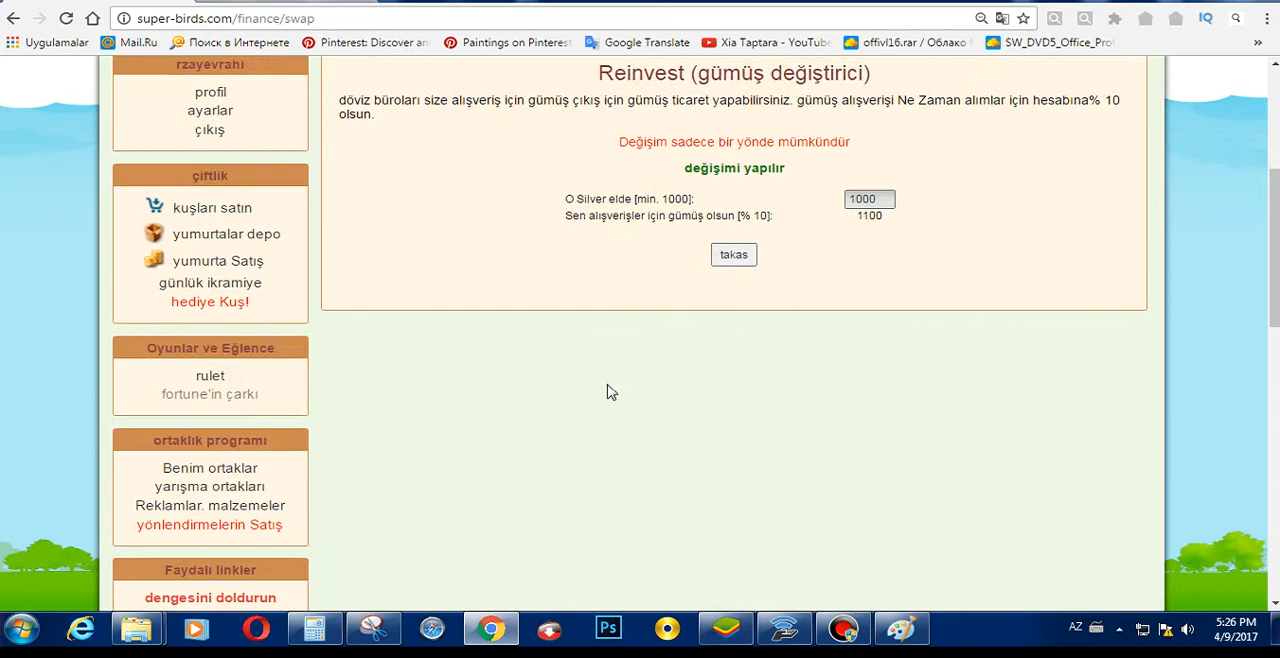 super-birds.com/finance/swap
Uygulamalar Mail.Ru Поиск в Интернете Pinterest: Discover an Paintings on Pinterest Google Translate Xia Taptara - YouTube offivl16.rar / Облако SW_DVD5_Office_Prof »
rzayevrahi
profil
ayarlar
çıkış
çiftlik
kuşları satın
yumurtalar depo
yumurta Satış
günlük ikramiye
hediye Kuş!
Oyunlar ve Eğlence
rulet
fortune'in çarkı
ortaklık programı
Benim ortaklar
yarışma ortakları
Reklamlar. malzemeler
yönlendirmelerin Satış
Faydalı linkler
dengesini doldurun
Reinvest (gümüş değiştirici)
döviz büroları size alışveriş için gümüş çıkış için gümüş ticaret yapabilirsiniz. gümüş alışverişi Ne Zaman alımlar için hesabına% 10
olsun.
Değişim sadece bir yönde mümkündür
değişimi yapılır
O Silver elde [min. 1000]: 1000
Sen alışverişler için gümüş olsun [% 10]: 1100
takas
IQ
Ps
AZ
5:26 PM
4/9/2017